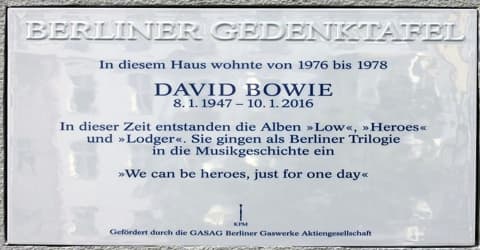 BERLINER GEDENKTAFEL
In diesem Haus wohnte von 1976 bis 1978
DAVID BOWIE
8. 1. 1947 – 10. 1. 2016
In dieser Zeit entstanden die Alben »Low«, »Heroes«
und »Lodger«. Sie gingen als Berliner Trilogie
in die Musikgeschichte ein
»We can be heroes, just for one day«
KPM
Gefördert durch die GASAG Berliner Gaswerke Aktiengesellschaft